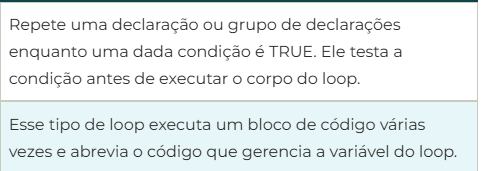 Repete uma declaração ou grupo de declarações
enquanto uma dada condição é TRUE. Ele testa a
condição antes de executar o corpo do loop.
Esse tipo de loop executa um bloco de código várias
vezes e abrevia o código que gerencia a variável do loop.